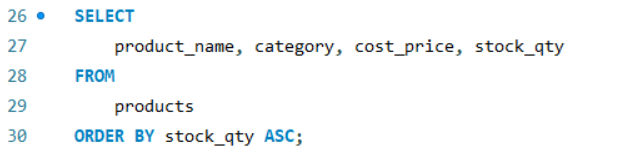 26 SELECT
27 product_name, category, cost_price, stock_qty
28 FROM
29 products
30 ORDER BY stock_qty ASC;